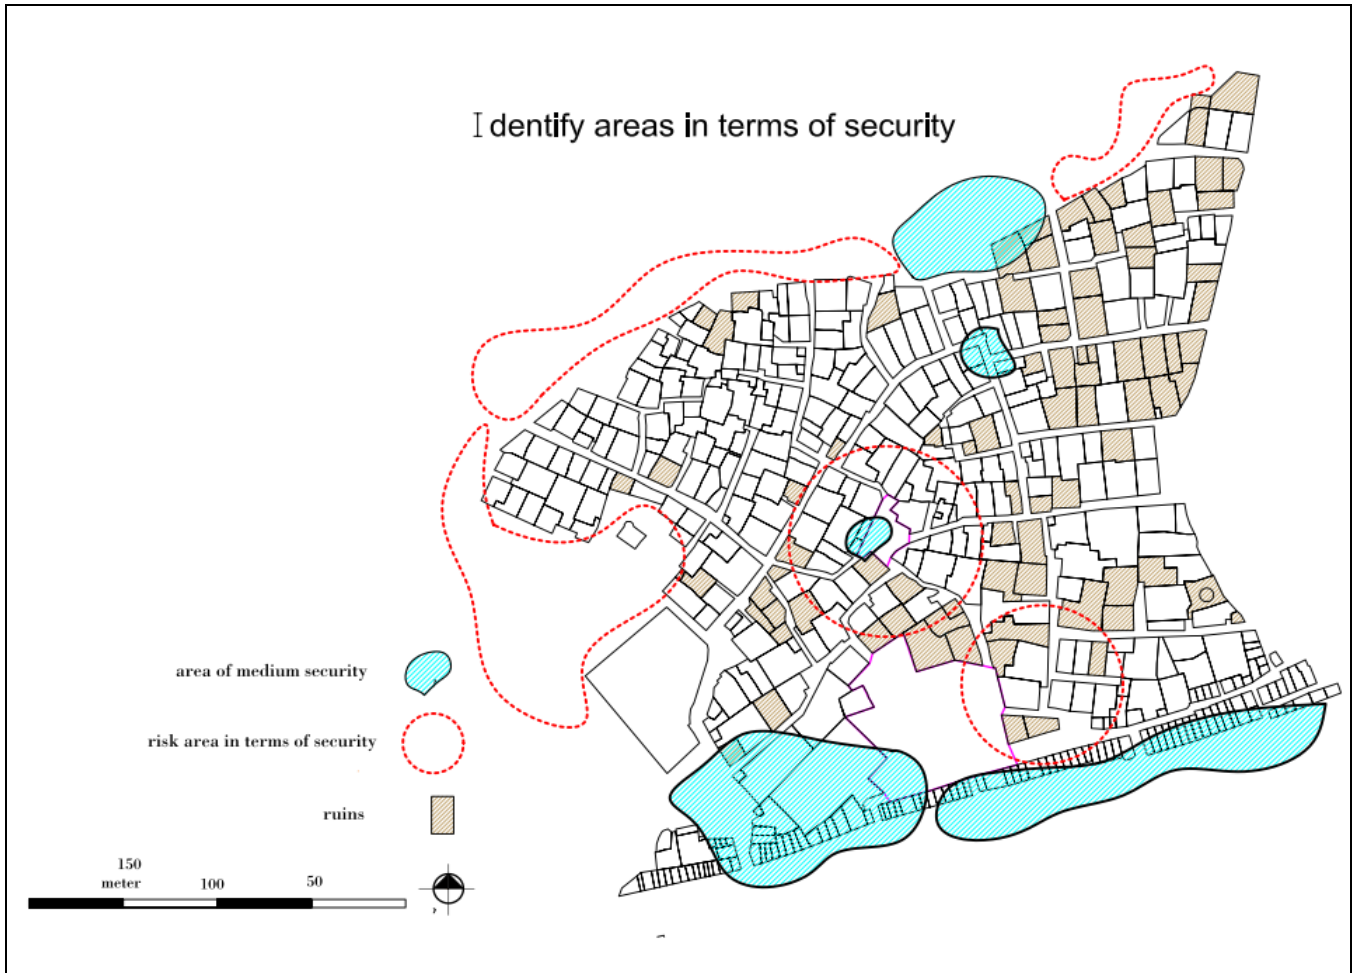 I dentify areas in terms of security
area of medium security
risk area in terms of security
ruins
150
meter
100
50